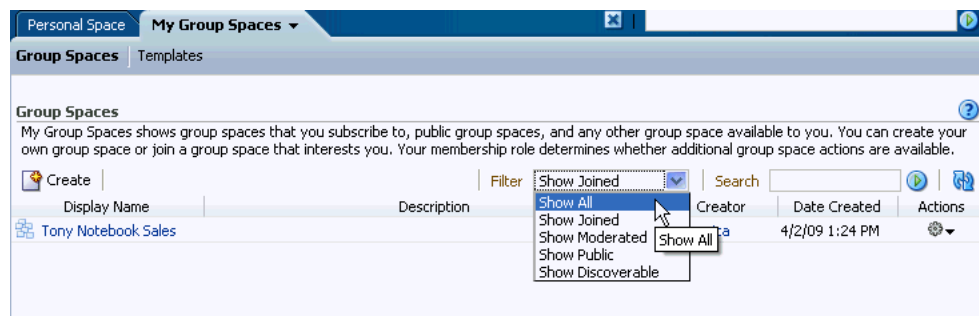 Personal Space My Group Spaces
Group Spaces Templates
Group Spaces
My Group Spaces shows group spaces that you subscribe to, public group spaces, and any other group space available to you. You can create your
own group space or join a group space that interests you. Your membership role determines whether additional group space actions are available.
Create Filter Show Joined Search
Display Name Description Creator Date Created Actions
Tony Notebook Sales 4/2/09 1:24 PM
Show All
Show Joined
Show Moderated
Show Public
Show Discoverable
Show All